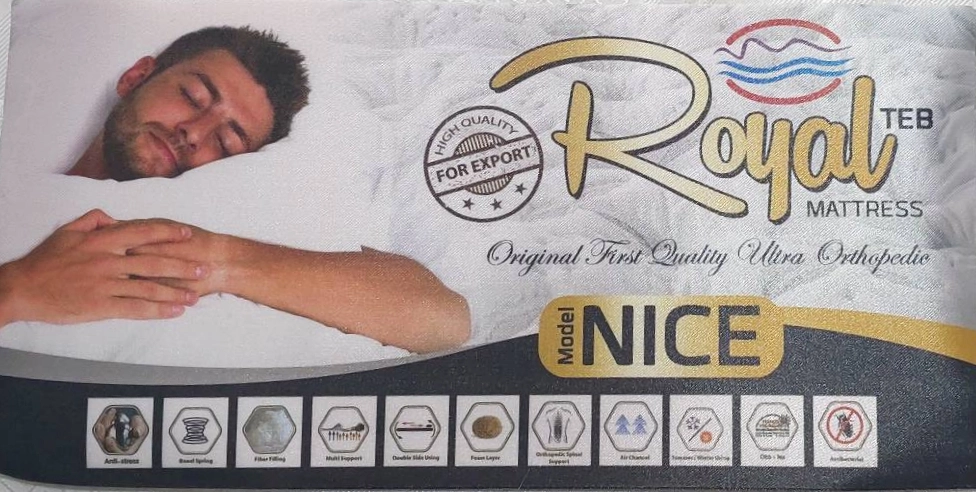 Royal TEB
MATTRESS
HIGH QUALITY
FOR EXPORT
Original First Quality Ultra Orthopedic
Model NICE
Anti-stress
Bonel Spring
Fiber Filling
Multi Support
Double Side Using
Foam Layer
Orthopedic Spinal
Support
Air Channel
Summer / Winter Using
Antibacterial